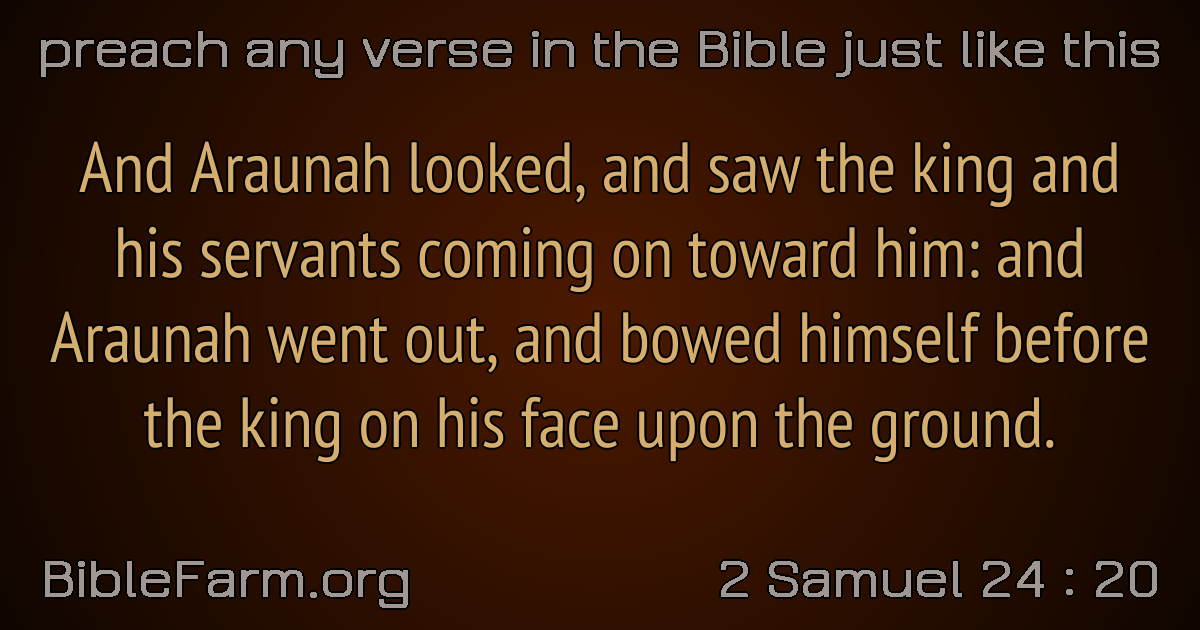 preach any verse in the Bible just like this
And Araunah looked, and saw the king and
his servants coming on toward him: and
Araunah went out, and bowed himself before
the king on his face upon the ground.
BibleFarm.org
2 Samuel 24 : 20